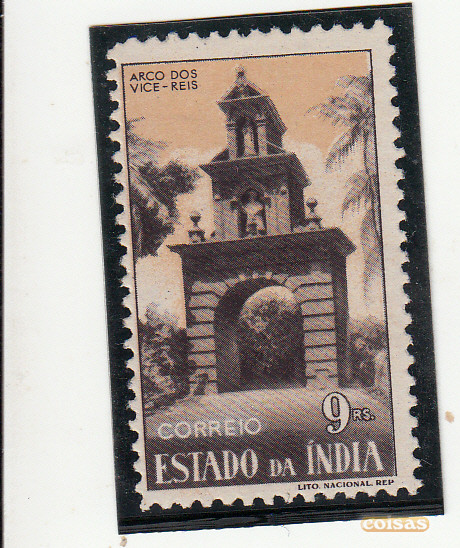 ARCO DOS
VICE-REIS
9 RS.
CORREIO
ESTADO DA ÍNDIA
LITO. NACIONAL. REP
coisas